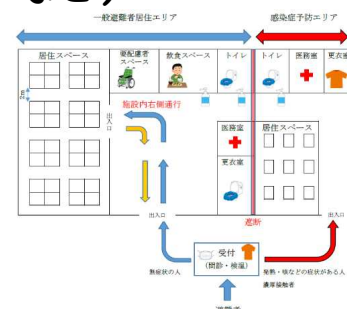 一般避難者居住エリア
感染症予防エリア
居住スペース
要配慮者
スペース
飲食スペース
トイレ
トイレ
医務室
更衣室
施設内右側通行
出入口
医務室
更衣室
居住スペース
出入口
出入口
遮断
受付
(問診・検温)
無症状の人
発熱・咳などの症状がある人
濃厚接触者